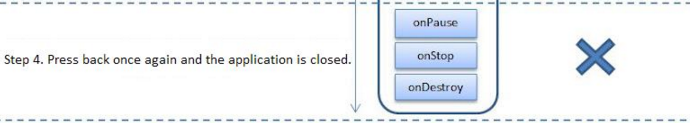 onPause
Step 4. Press back once again and the application is closed.
onStop
onDestroy